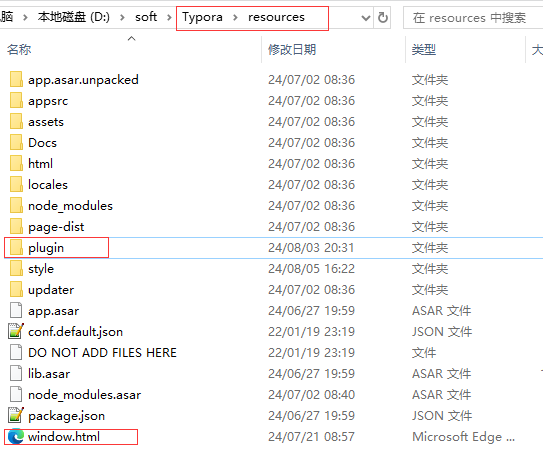 脑 › 本地磁盘 (D:) › soft › Typora › resources 在 resources 中搜索
名称 修改日期 类型 大
app.asar.unpacked 24/07/02 08:36 文件夹
appsrc 24/07/02 08:36 文件夹
assets 24/07/02 08:36 文件夹
Docs 24/07/02 08:36 文件夹
html 24/07/02 08:36 文件夹
locales 24/07/02 08:36 文件夹
node_modules 24/07/02 08:36 文件夹
page-dist 24/07/02 08:36 文件夹
plugin 24/08/03 20:31 文件夹
style 24/08/05 16:22 文件夹
updater 24/07/02 08:36 文件夹
app.asar 24/06/27 19:59 ASAR 文件
conf.default.json 22/01/19 23:19 JSON 文件
DO NOT ADD FILES HERE 22/01/19 23:19 文件
lib.asar 24/06/27 19:59 ASAR 文件
node_modules.asar 24/07/02 08:40 ASAR 文件
package.json 24/06/27 19:59 JSON 文件
window.html 24/07/21 08:57 Microsoft Edge ...